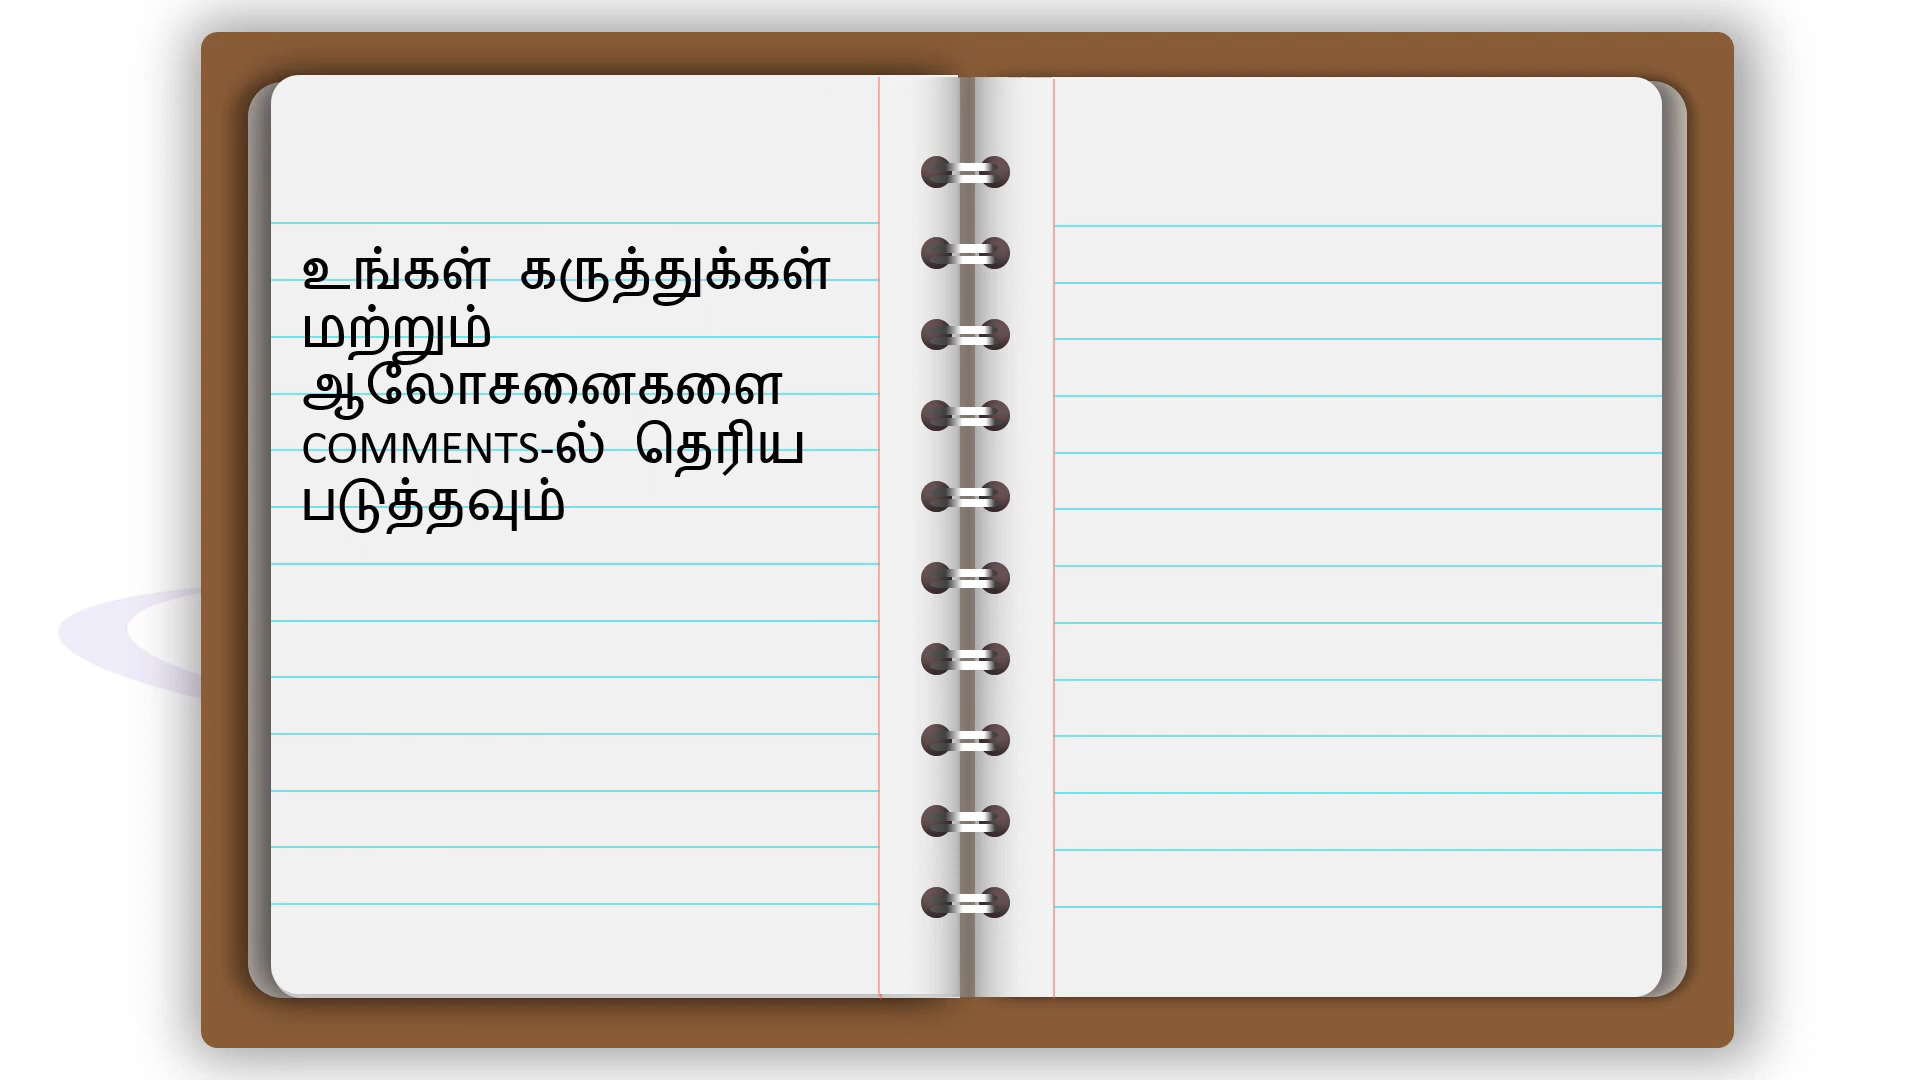 உங்கள் கருத்துக்கள்
மற்றும்
ஆலோசனைகளை
COMMENTS-ல் தெரிய
படுத்தவும்